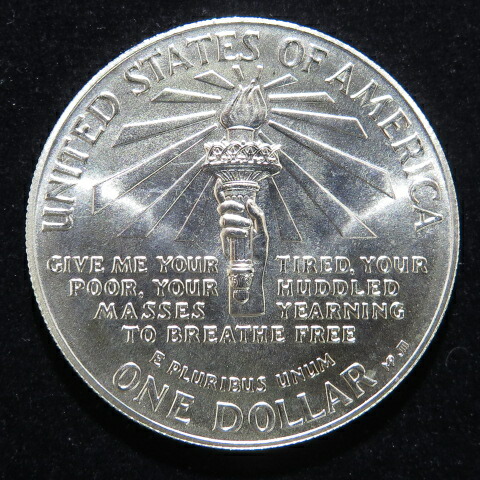 UNITED STATES OF AMERICA
GIVE ME YOUR TIRED, YOUR
POOR, YOUR HUDDLED
MASSES YEARNING
TO BREATHE FREE
E PLURIBUS UNUM
ONE DOLLAR